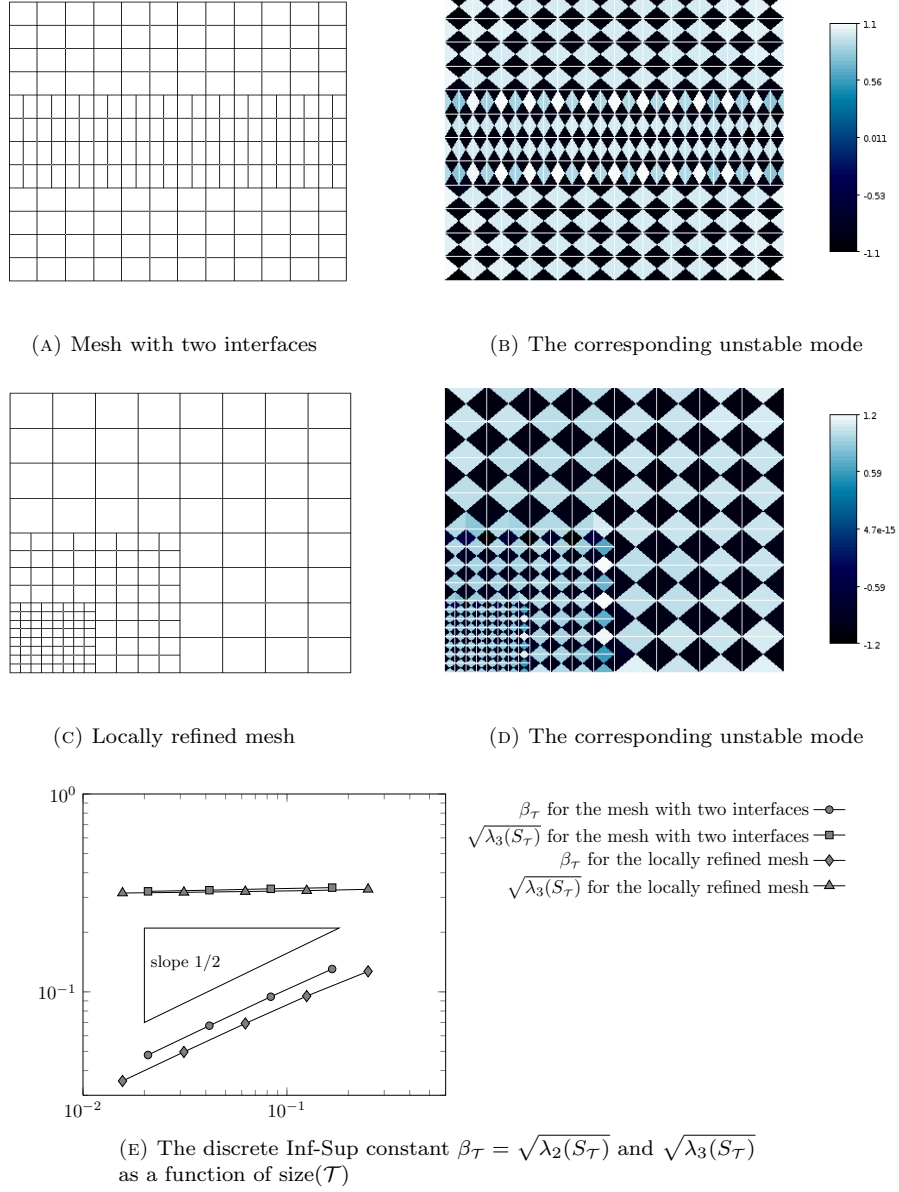 1.1
0.56
0.011
-0.53
-1.1
(A) Mesh with two interfaces
(B) The corresponding unstable mode
1.2
0.59
4.7e-15
-0.59
-1.2
(C) Locally refined mesh
(D) The corresponding unstable mode
10⁰
10⁻¹
10⁻² 10⁻¹
slope 1/2
β_𝒯 for the mesh with two interfaces
√λ₃(S_𝒯) for the mesh with two interfaces
β_𝒯 for the locally refined mesh
√λ₃(S_𝒯) for the locally refined mesh
(E) The discrete Inf-Sup constant β_𝒯 = √λ₂(S_𝒯) and √λ₃(S_𝒯)
as a function of size(𝒯)